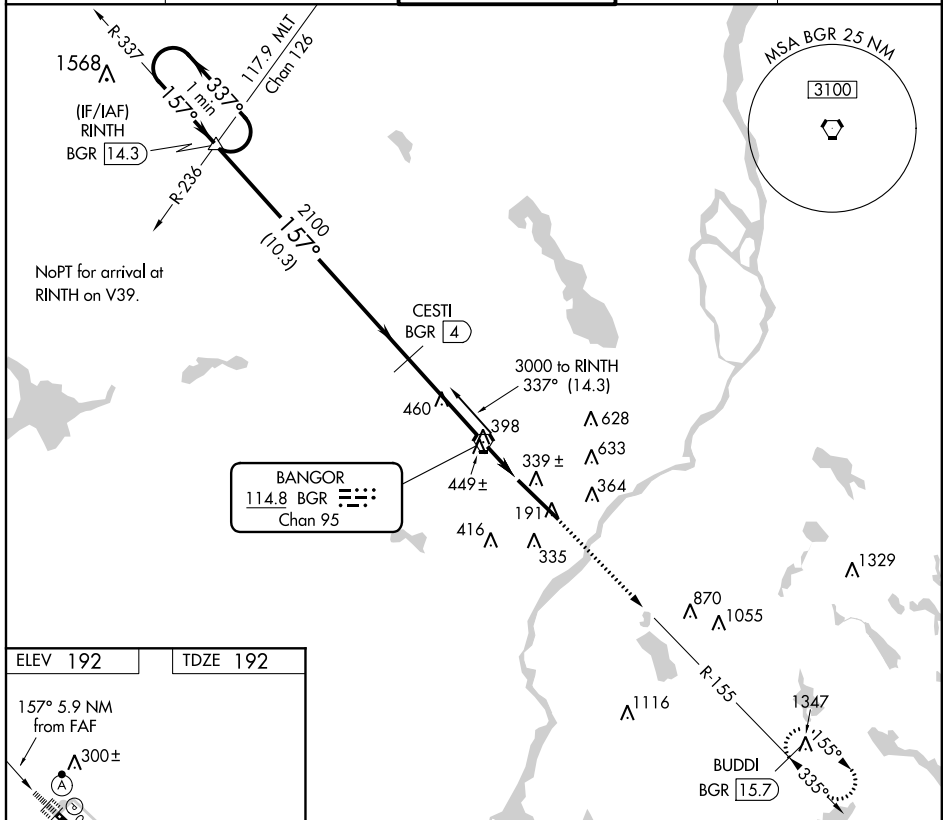 R-337
117.9 MLT
Chan 126
1568
337°
1 min
157°
(IF/IAF)
RINTH
BGR 14.3
R-236
MSA BGR 25 NM
3100
2100
157°
(10.3)
NoPT for arrival at
RINTH on V39.
CESTI
BGR 4
3000 to RINTH
337° (14.3)
460
398
628
633
449±
339±
364
BANGOR
114.8 BGR
Chan 95
191
416
335
1329
870
1055
R-155
1116
1347
155°
335°
BUDDI
BGR 15.7
ELEV 192
TDZE 192
157° 5.9 NM
from FAF
300±
A
P